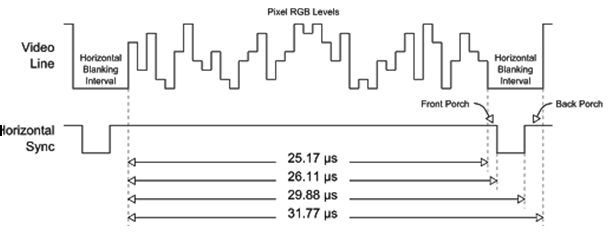 Pixel RGB Levels
Video
Line
Horizontal
Blanking
Interval
Horizontal
Blanking
Interval
Front Porch
Back Porch
Horizontal
Sync
25.17 µs
26.11 µs
29.88 µs
31.77 µs